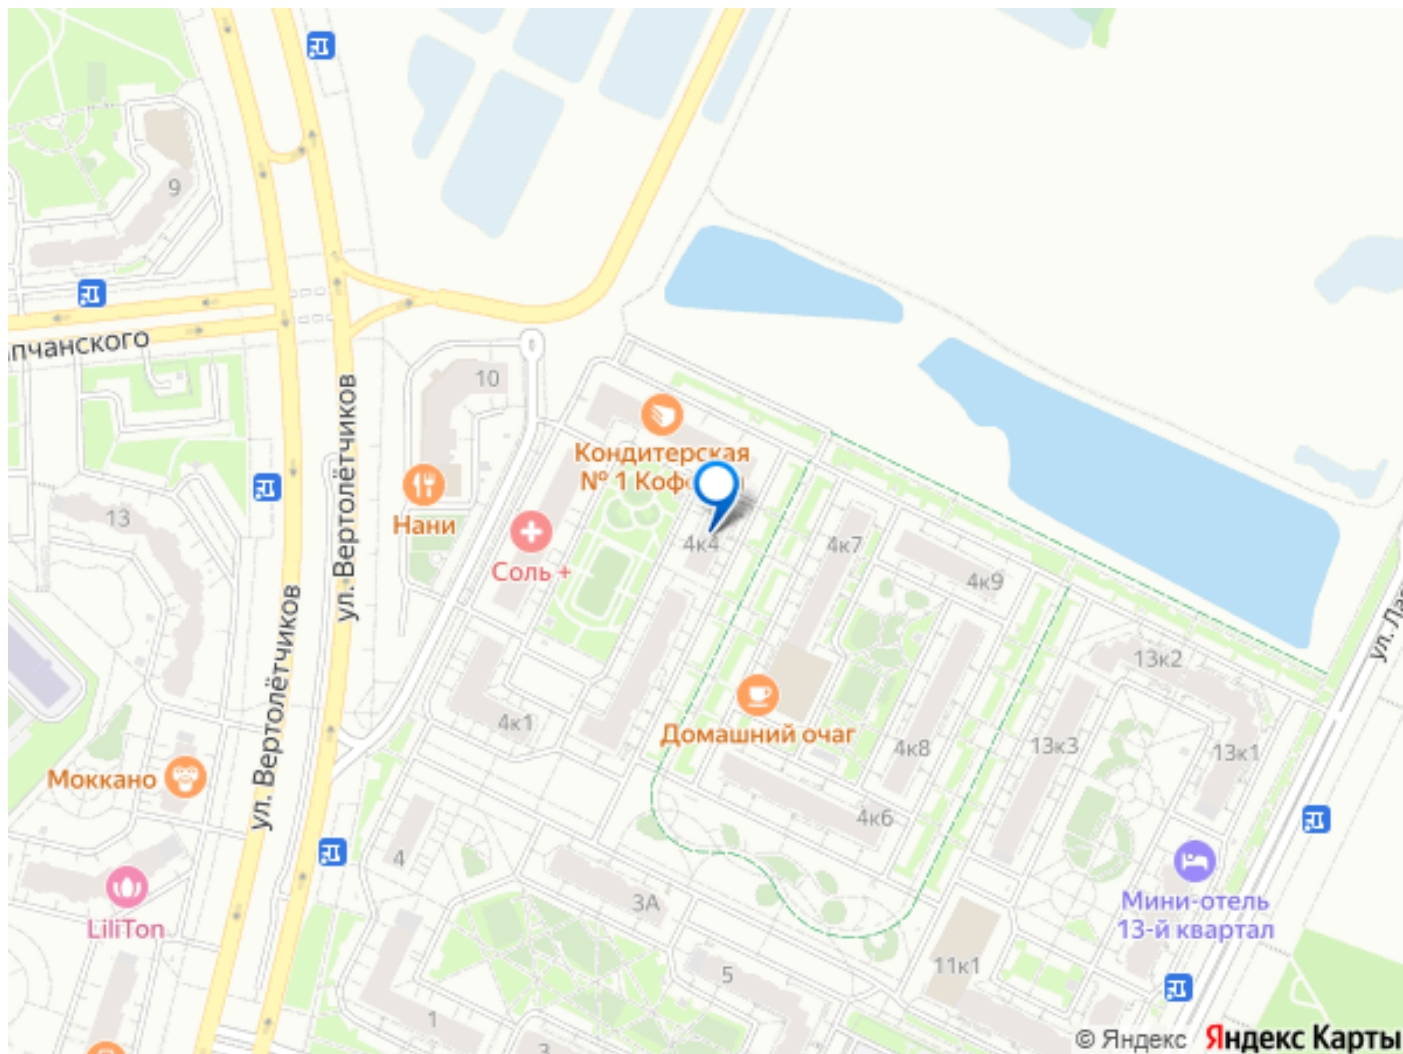 9
пчанского
10
ул. Вертолётчиков
Кондитерская
№ 1 Коф
Нани
13
4к4
4к7
Соль +
4к9
ул. Ла
13к2
ул. Вертолётчиков
4к1
Домашний очаг
4к8
13к3
13к1
Моккано
4к6
4
3А
Мини-отель
13-й квартал
LiliTon
5
11к1
1
3
© Яндекс Яндекс Карты